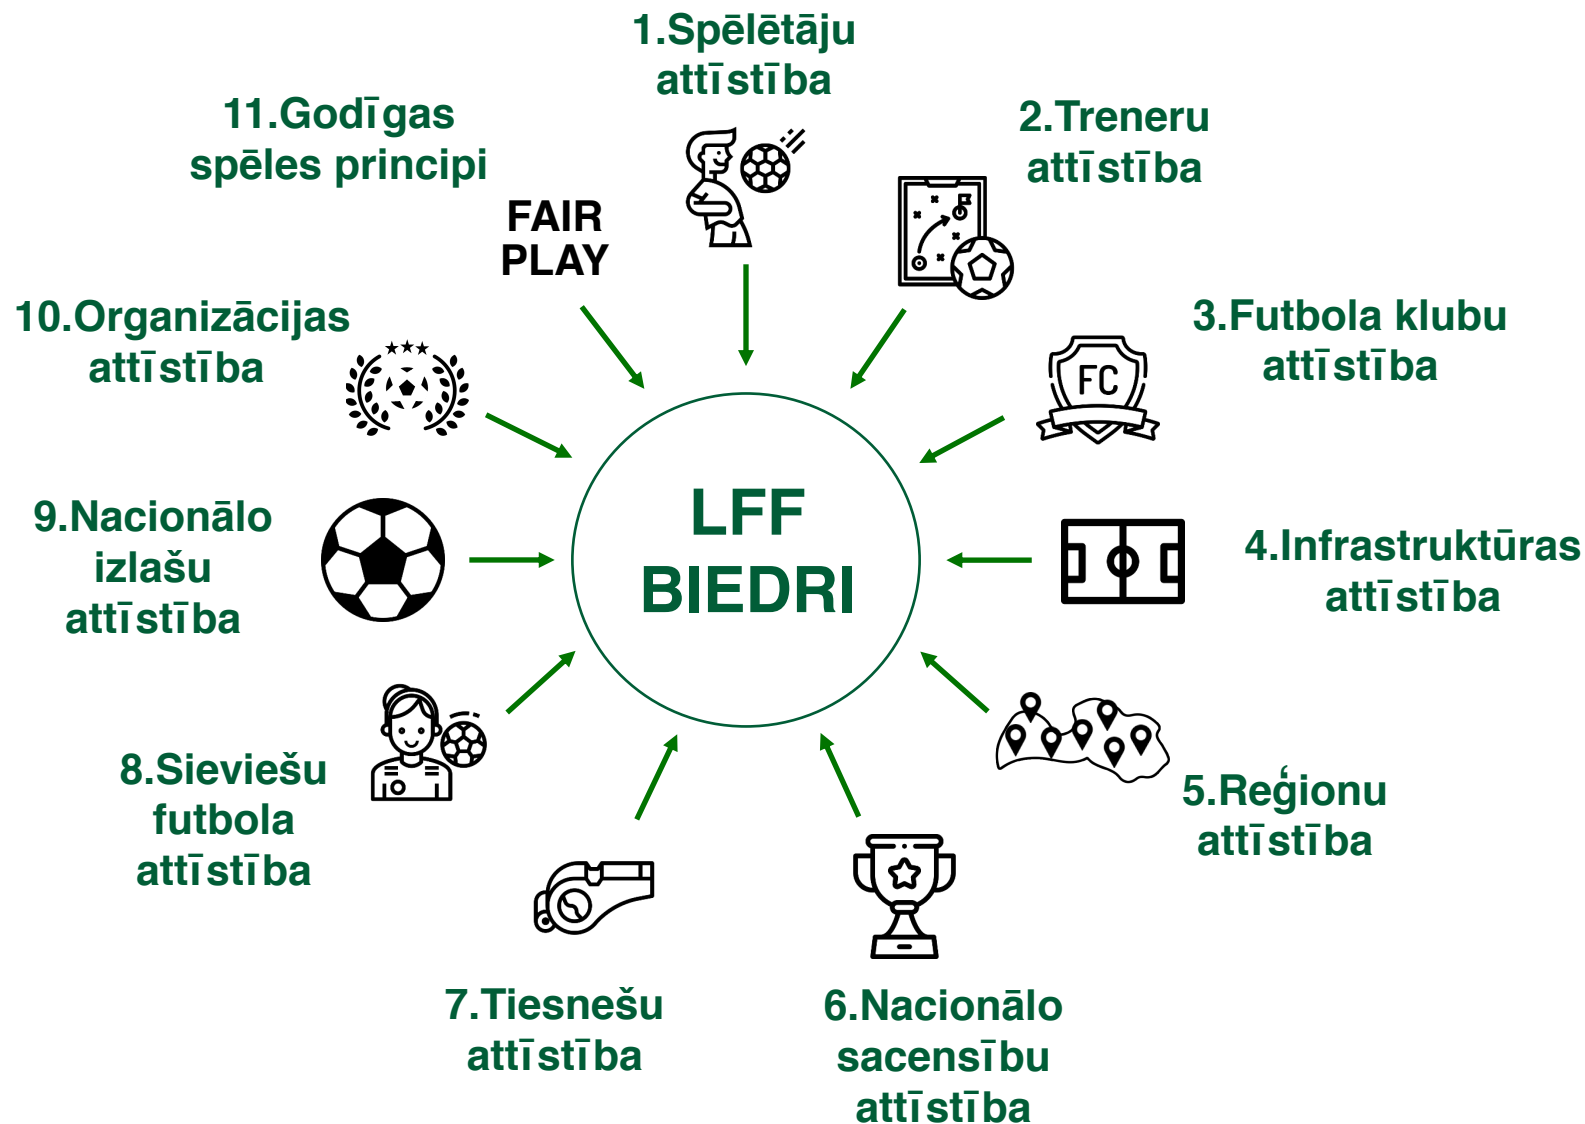 1.Spēlētāju
attīstība
2.Treneru
attīstība
3.Futbola klubu
attīstība
FC
4.Infrastruktūras
attīstība
5.Reģionu
attīstība
6.Nacionālo
sacensību
attīstība
7.Tiesnešu
attīstība
8.Sieviešu
futbola
attīstība
9.Nacionālo
izlašu
attīstība
10.Organizācijas
attīstība
11.Godīgas
spēles principi
FAIR
PLAY
LFF
BIEDRI